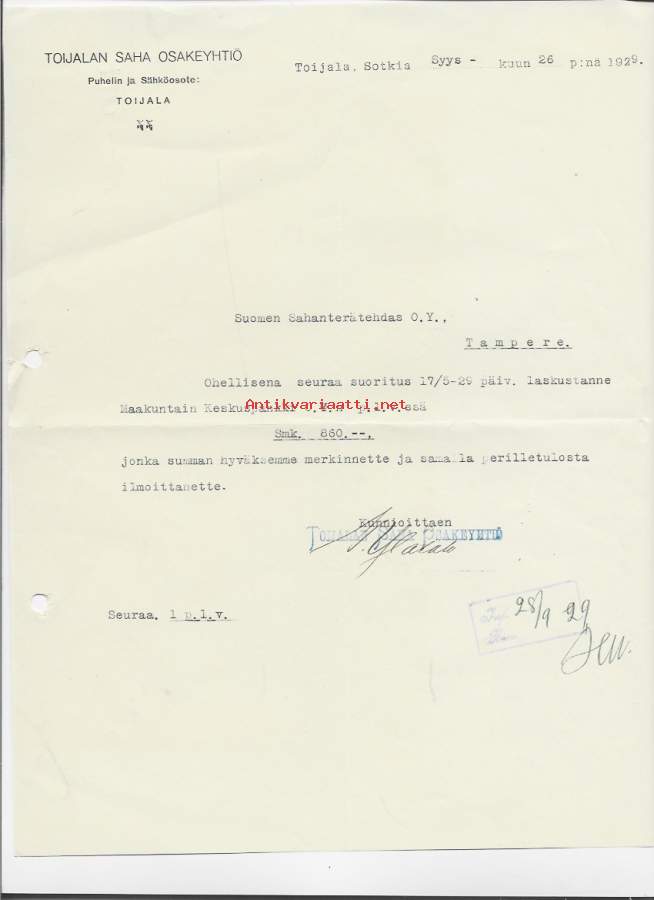 TOIJALAN SAHA OSAKEYHTIÖ
Puhelin ja Sähköosote:
TOIJALA
Toijala, Sotkia Syys - kuun 26 p:nä 1929.
Suomen Sahanterätehdas O.Y.,
Tampere.
Ohellisena seuraa suoritus 17/5-29 päiv. laskustanne
Antikvariaatti.net
Maakuntain Keskuspankki p.l.v.ssä
Smk. 860.--,
jonka summan hyväksemme merkinnette ja samalla perilletulosta
ilmoittanette.
Kunnioittaen
TOIJALAN SAHA OSAKEYHTIÖ
Seuraa. 1 p.l.v.
28/9 29